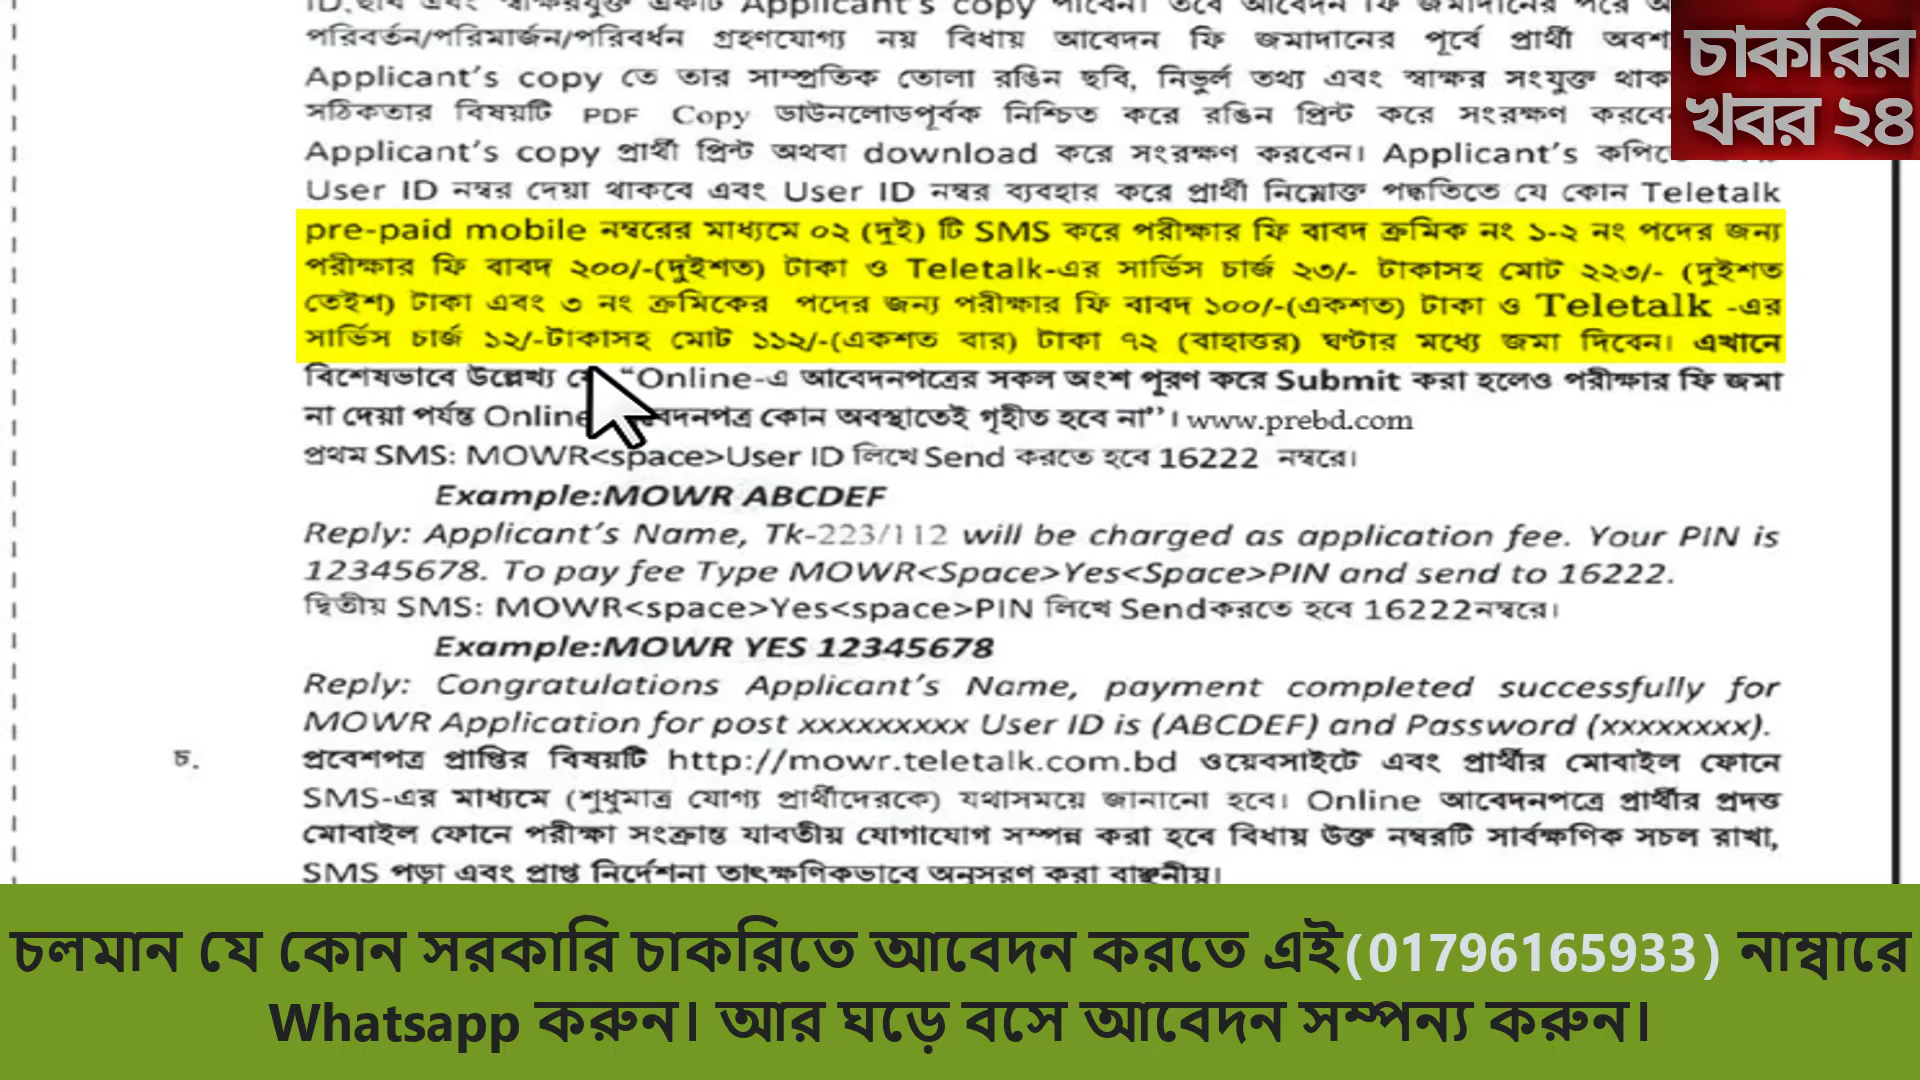 ID,ছবি এবং স্বাক্ষরযুক্ত একটি Applicant's copy পাবেন। তবে আবেদন ফি জমাদানের পরে
পরিবর্তন/পরিমার্জন/পরিবর্ধন গ্রহণযোগ্য নয় বিধায় আবেদন ফি জমাদানের পূর্বে প্রার্থী
Applicant's copy তে তার সাম্প্রতিক তোলা রঙিন ছবি, নির্ভুল তথ্য এবং স্বাক্ষর সংযুক্ত
সঠিকতার বিষয়টি PDF Copy ডাউনলোডপূর্বক নিশ্চিত করে রঙিন প্রিন্ট করে সংরক্ষণ
Applicant's copy প্রার্থী প্রিন্ট অথবা download করে সংরক্ষণ করবেন। Applicant's
User ID নম্বর দেয়া থাকবে এবং User ID নম্বর ব্যবহার করে প্রার্থী নিম্নোক্ত পদ্ধতিতে যে কোন Teletalk
pre-paid mobile নম্বরের মাধ্যমে ০২ (দুই) টি SMS করে পরীক্ষার ফি বাবদ ক্রমিক নং ১-২ নং পদের জন্য
পরীক্ষার ফি বাবদ ২০০/-(দুইশত) টাকা ও Teletalk-এর সার্ভিস চার্জ ২৩/- টাকাসহ মোট ২২৩/- (দুইশত
তেইশ) টাকা এবং ৩ নং ক্রমিকের পদের জন্য পরীক্ষার ফি বাবদ ১০০/-(একশত) টাকা ও Teletalk -এর
সার্ভিস চার্জ ১২/-টাকাসহ মোট ১১২/-(একশত বার) টাকা ৭২ (বাহাত্তর) ঘণ্টার মধ্যে জমা দিবেন। এখানে
বিশেষভাবে উল্লেখ্য “Online-এ আবেদনপত্রের সকল অংশ পূরণ করে Submit করা হলেও পরীক্ষার ফি জমা
না দেয়া পর্যন্ত Online কোন অবস্থাতেই গৃহীত হবে না”। www.prebd.com
প্রথম SMS: MOWR<space>User ID লিখে Send করতে হবে 16222 নম্বরে।
Example:MOWR ABCDEF
Reply: Applicant's Name, Tk-223/112 will be charged as application fee. Your PIN is
12345678. To pay fee Type MOWR<Space>Yes<Space>PIN and send to 16222.
দ্বিতীয় SMS: MOWR<space>Yes<space>PIN লিখে Sendকরতে হবে 16222নম্বরে।
Example:MOWR YES 12345678
Reply: Congratulations Applicant's Name, payment completed successfully for
MOWR Application for post xxxxxxxxx User ID is (ABCDEF) and Password (xxxxxxxx).
চ. প্রবেশপত্র প্রাপ্তির বিষয়টি http://mowr.teletalk.com.bd ওয়েবসাইটে এবং প্রার্থীর মোবাইল ফোনে
SMS-এর মাধ্যমে (শুধুমাত্র যোগ্য প্রার্থীদেরকে) যথাসময়ে জানানো হবে। Online আবেদনপত্রে প্রার্থীর প্রদত্ত
মোবাইল ফোনে পরীক্ষা সংক্রান্ত যাবতীয় যোগাযোগ সম্পন্ন করা হবে বিধায় উক্ত নম্বরটি সার্বক্ষণিক সচল রাখা,
SMS পড়া এবং প্রাপ্ত নির্দেশনা তাৎক্ষণিকভাবে অনুসরণ করা বাঞ্ছনীয়।
চাকরির
খবর ২৪
চলমান যে কোন সরকারি চাকরিতে আবেদন করতে এই(01796165933) নাম্বারে
Whatsapp করুন। আর ঘড়ে বসে আবেদন সম্পন্য করুন।